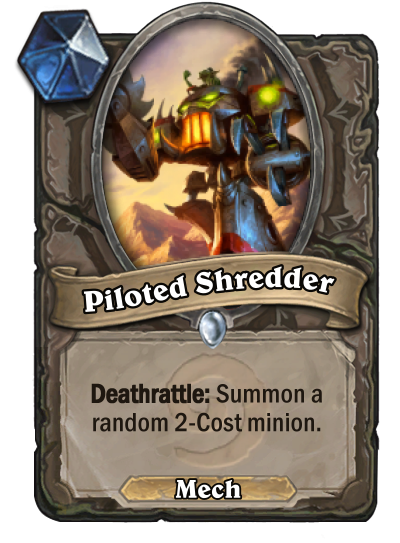 Piloted Shredder
Deathrattle: Summon a
random 2-Cost minion.
Mech